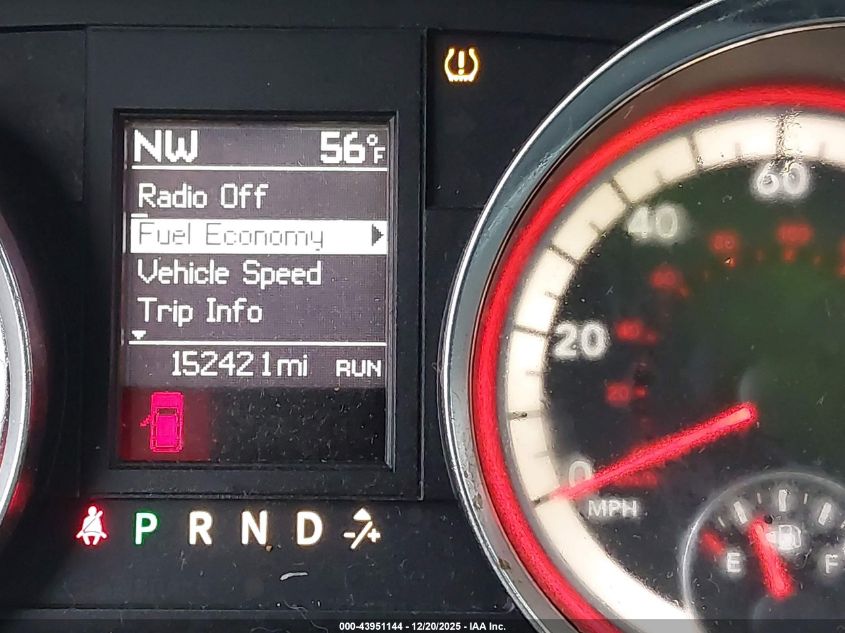 NW 56°F
Radio Off
Fuel Economy
Vehicle Speed
Trip Info
152421mi RUN
P R N D -/+
0 20 40 60
MPH
E F
000-43951144 - 12/20/2025 - IAA Inc.